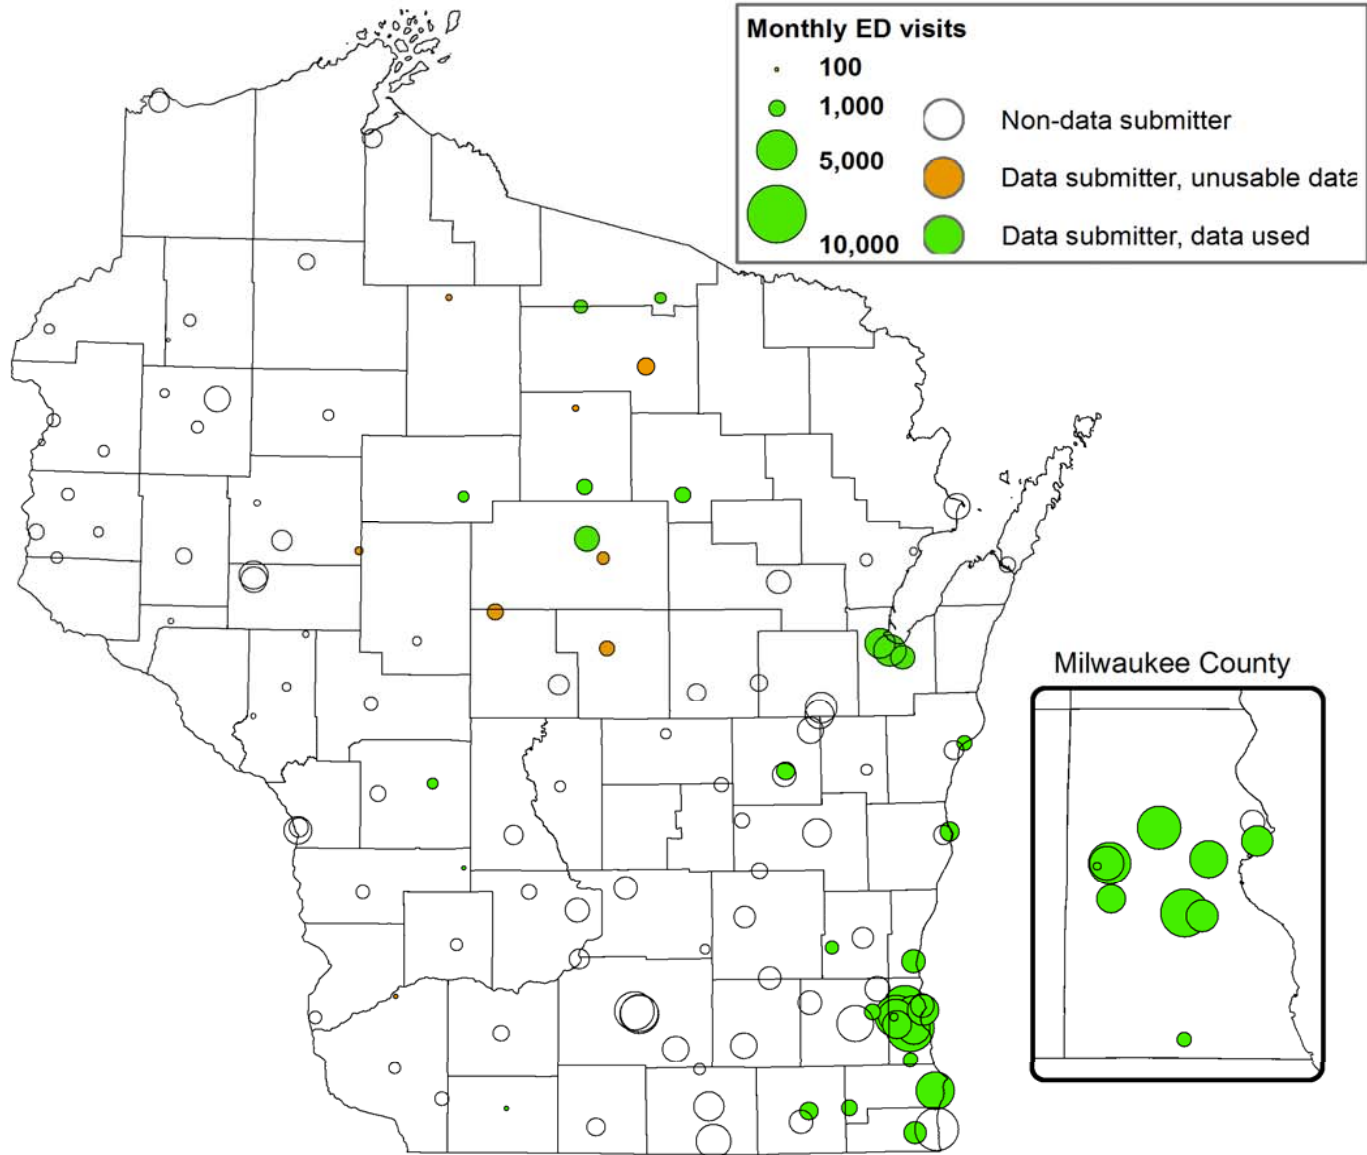 Monthly ED visits
100
1,000
5,000
10,000
Non-data submitter
Data submitter, unusable data
Data submitter, data used
Milwaukee County